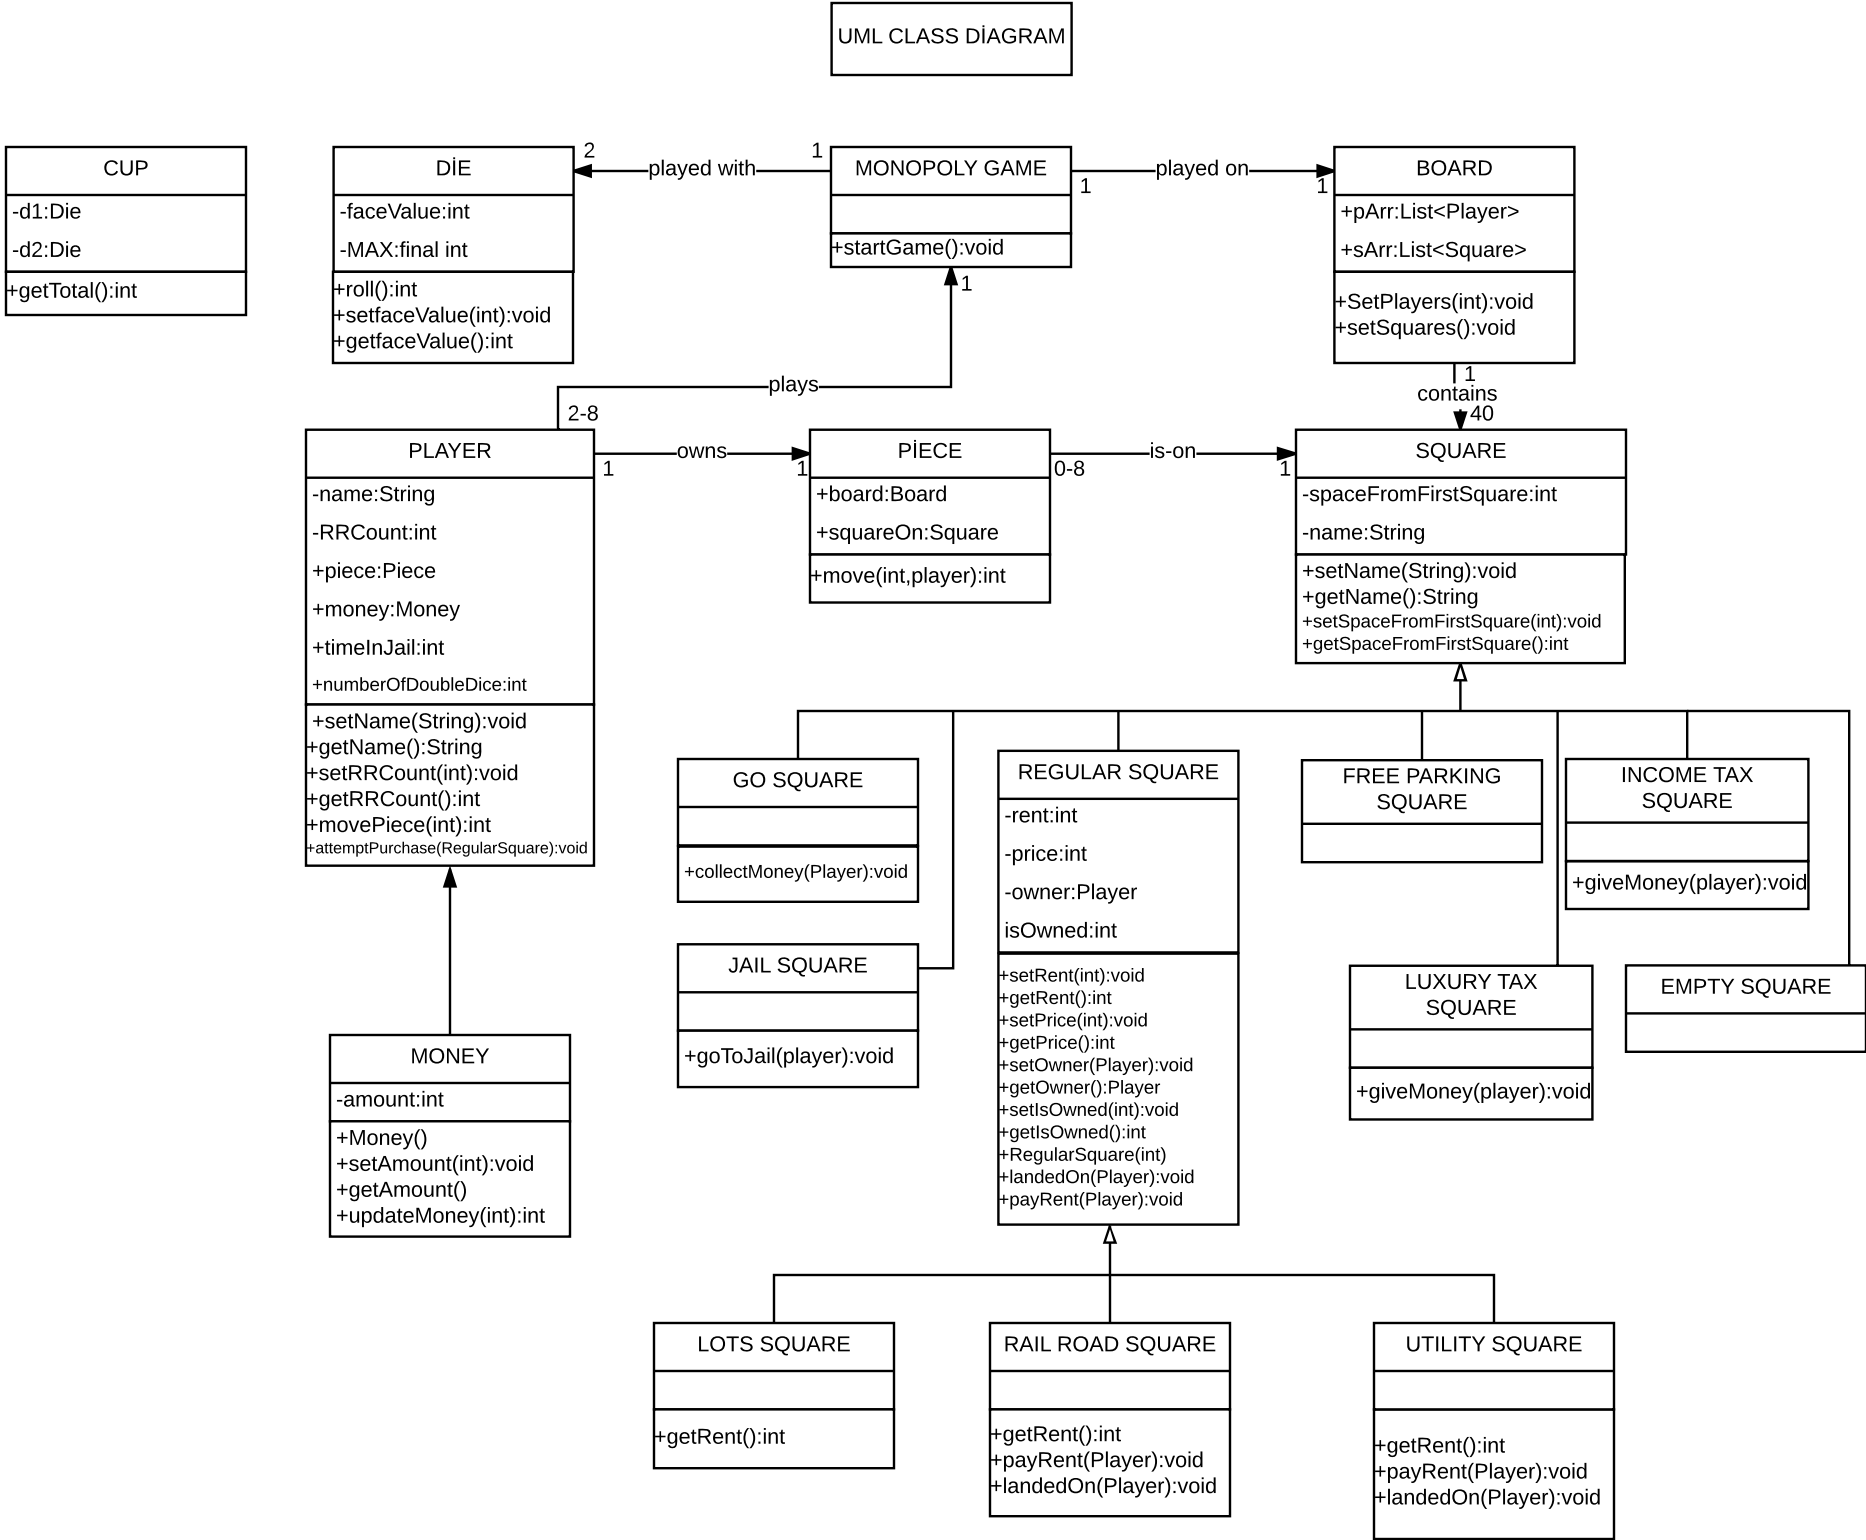 UML CLASS DİAGRAM
CUP
-d1:Die
-d2:Die
+getTotal():int
DİE
-faceValue:int
-MAX:final int
+roll():int
+setfaceValue(int):void
+getfaceValue():int
2
played with
1
MONOPOLY GAME
+startGame():void
1
played on
1
BOARD
+pArr:List<Player>
+sArr:List<Square>
+SetPlayers(int):void
+setSquares():void
1
plays
2-8
1
contains
40
PLAYER
-name:String
-RRCount:int
+piece:Piece
+money:Money
+timeInJail:int
+numberOfDoubleDice:int
+setName(String):void
+getName():String
+setRRCount(int):void
+getRRCount():int
+movePiece(int):int
+attemptPurchase(RegularSquare):void
1
owns
1
PİECE
+board:Board
+squareOn:Square
+move(int,player):int
0-8
is-on
1
SQUARE
-spaceFromFirstSquare:int
-name:String
+setName(String):void
+getName():String
+setSpaceFromFirstSquare(int):void
+getSpaceFromFirstSquare():int
GO SQUARE
+collectMoney(Player):void
JAIL SQUARE
+goToJail(player):void
REGULAR SQUARE
-rent:int
-price:int
-owner:Player
isOwned:int
+setRent(int):void
+getRent():int
+setPrice(int):void
+getPrice():int
+setOwner(Player):void
+getOwner():Player
+setIsOwned(int):void
+getIsOwned():int
+RegularSquare(int)
+landedOn(Player):void
+payRent(Player):void
FREE PARKING
SQUARE
INCOME TAX
SQUARE
+giveMoney(player):void
LUXURY TAX
SQUARE
+giveMoney(player):void
EMPTY SQUARE
MONEY
-amount:int
+Money()
+setAmount(int):void
+getAmount()
+updateMoney(int):int
LOTS SQUARE
+getRent():int
RAIL ROAD SQUARE
+getRent():int
+payRent(Player):void
+landedOn(Player):void
UTILITY SQUARE
+getRent():int
+payRent(Player):void
+landedOn(Player):void